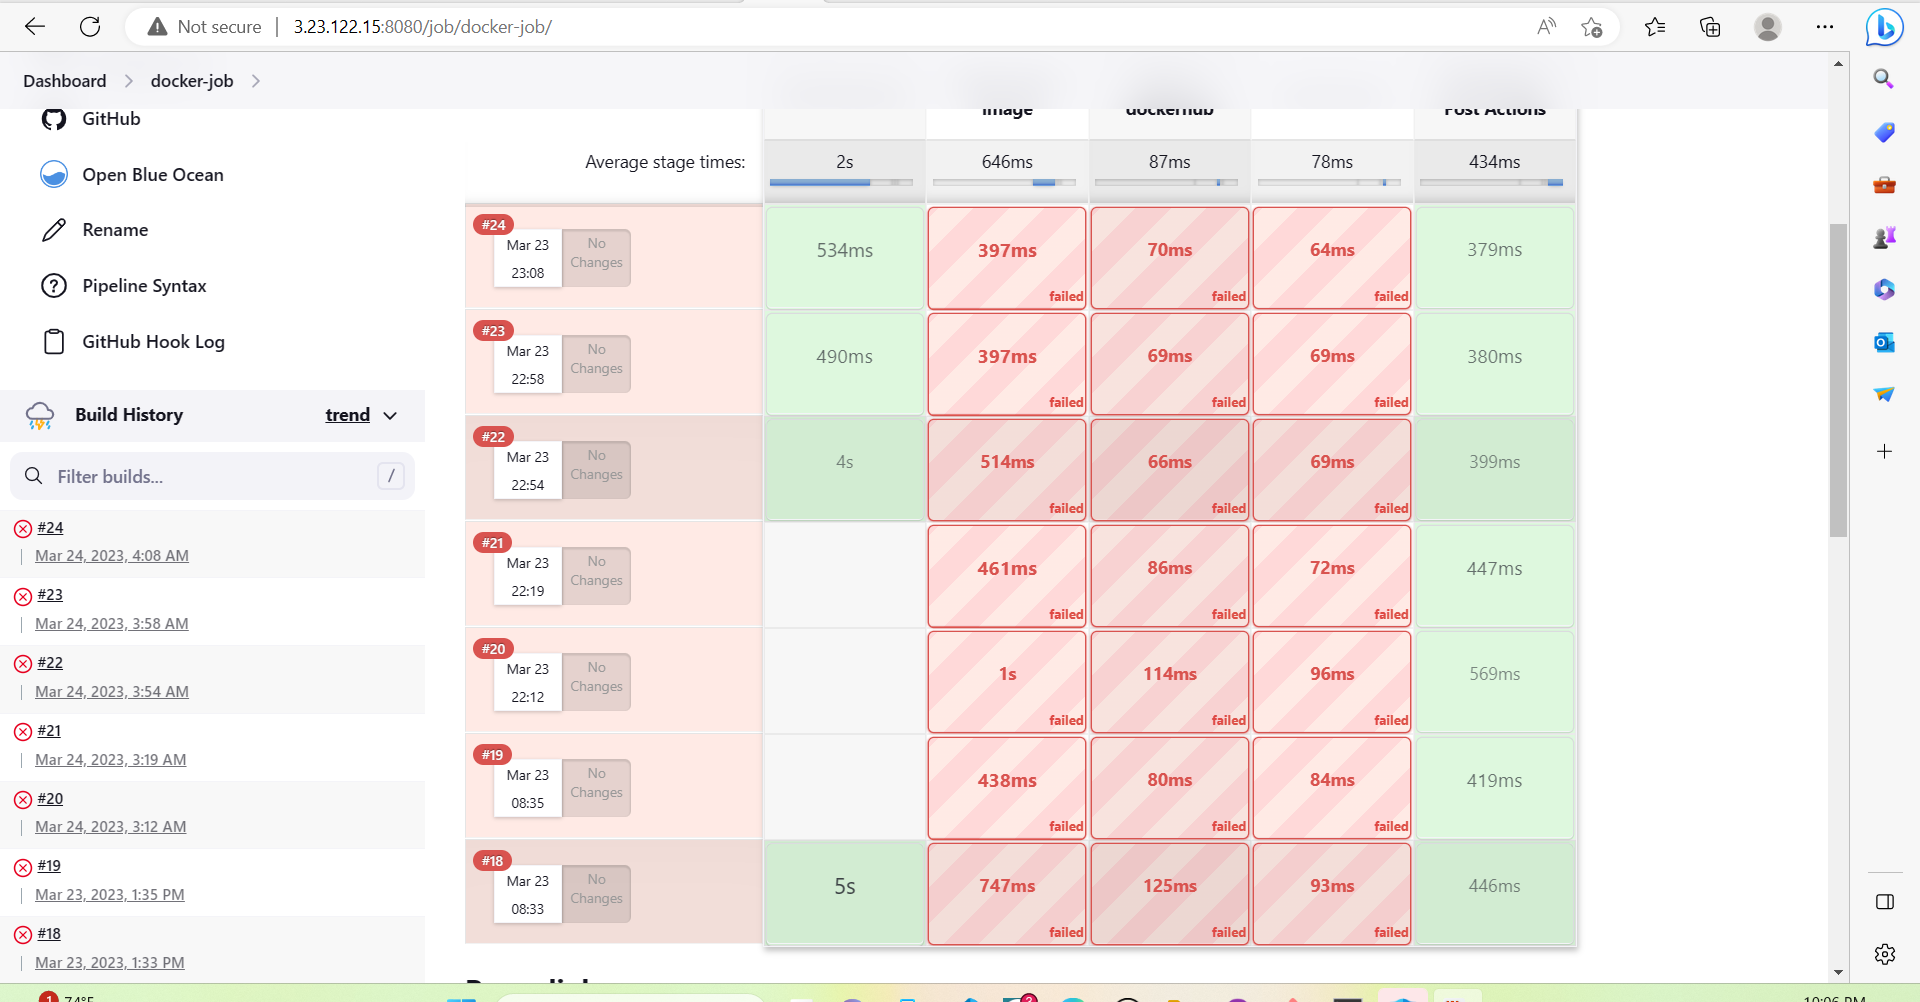 Not secure
3.23.122.15:8080/job/docker-job/
Dashboard
docker-job
GitHub
Open Blue Ocean
Rename
Pipeline Syntax
GitHub Hook Log
Build History
trend
Filter builds...
/
#24
Mar 24, 2023, 4:08 AM
#23
Mar 24, 2023, 3:58 AM
#22
Mar 24, 2023, 3:54 AM
#21
Mar 24, 2023, 3:19 AM
#20
Mar 24, 2023, 3:12 AM
#19
Mar 23, 2023, 1:35 PM
#18
Mar 23, 2023, 1:33 PM
image
dockerhub
Post Actions
Average stage times:
2s
646ms
87ms
78ms
434ms
#24
Mar 23
23:08
No
Changes
534ms
397ms
failed
70ms
failed
64ms
failed
379ms
#23
Mar 23
22:58
No
Changes
490ms
397ms
failed
69ms
failed
69ms
failed
380ms
#22
Mar 23
22:54
No
Changes
4s
514ms
failed
66ms
failed
69ms
failed
399ms
#21
Mar 23
22:19
No
Changes
461ms
failed
86ms
failed
72ms
failed
447ms
#20
Mar 23
22:12
No
Changes
1s
failed
114ms
failed
96ms
failed
569ms
#19
Mar 23
08:35
No
Changes
438ms
failed
80ms
failed
84ms
failed
419ms
#18
Mar 23
08:33
No
Changes
5s
747ms
failed
125ms
failed
93ms
failed
446ms
1
74°F
10:06 PM